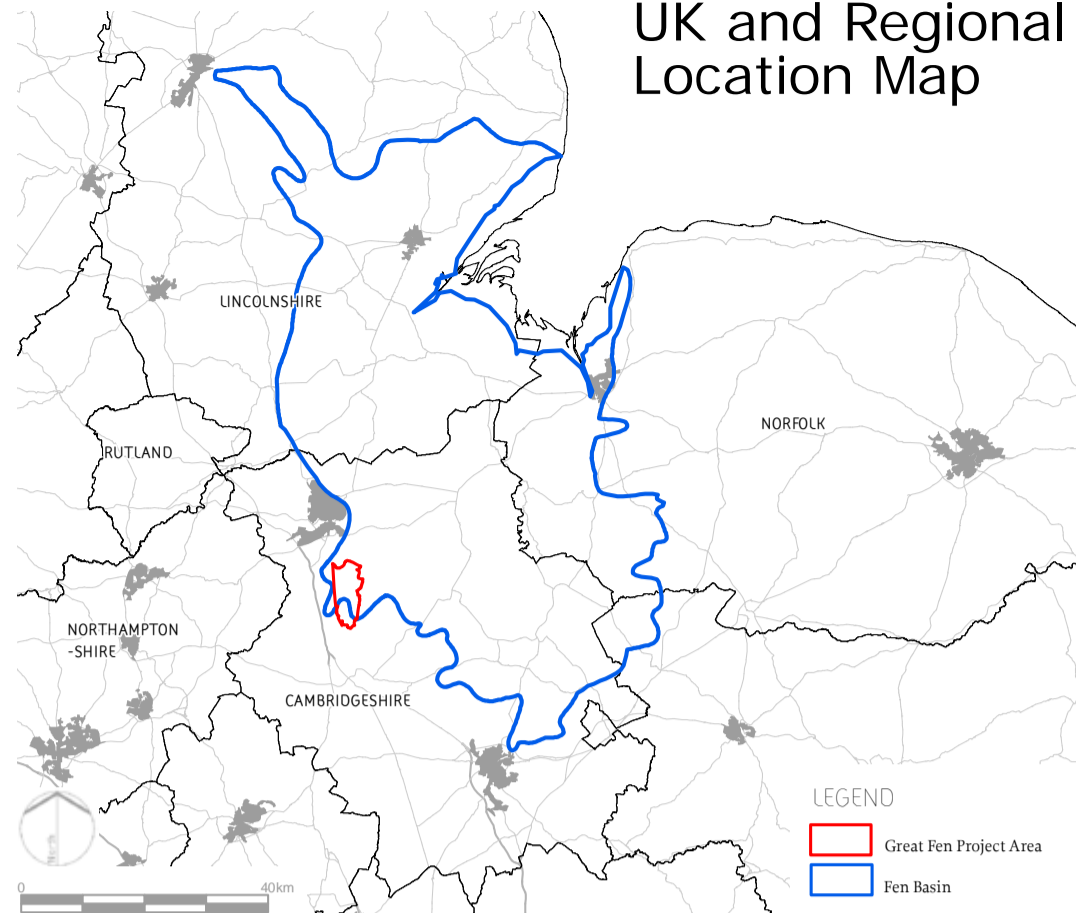 UK and Regional
Location Map
LINCOLNSHIRE
NORFOLK
RUTLAND
NORTHAMPTON
-SHIRE
CAMBRIDGESHIRE
LEGEND
Great Fen Project Area
Fen Basin
North
0
40km